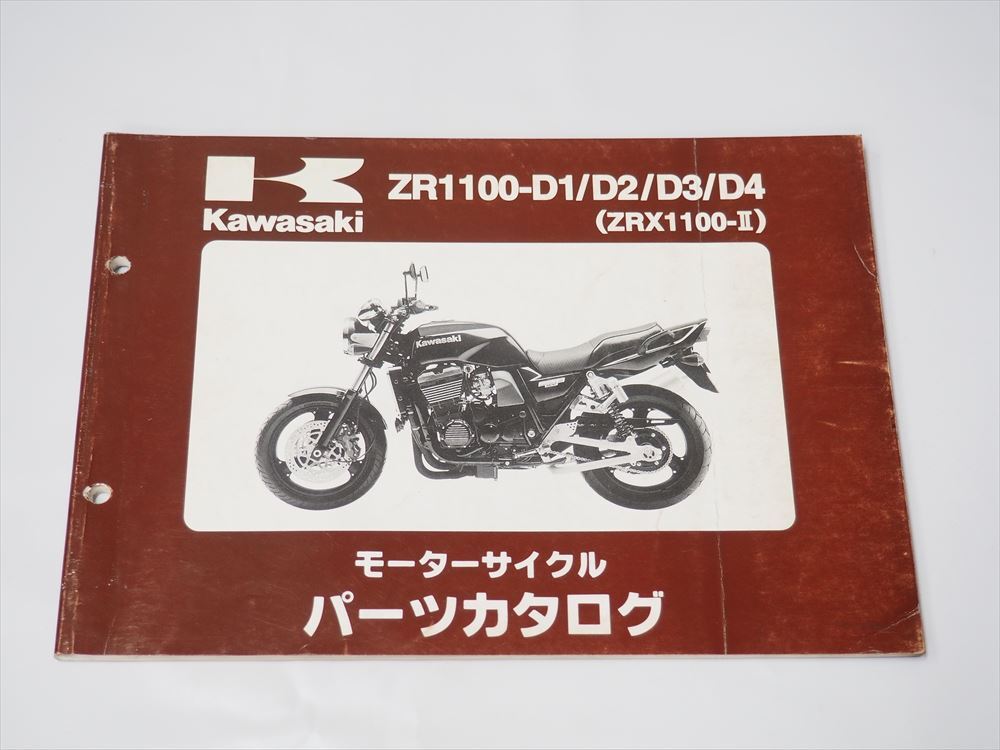 ZR1100-D1/D2/D3/D4
Kawasaki
(ZRX1100-Ⅱ)
Kawasaki
モーターサイクル
パーツカタログ